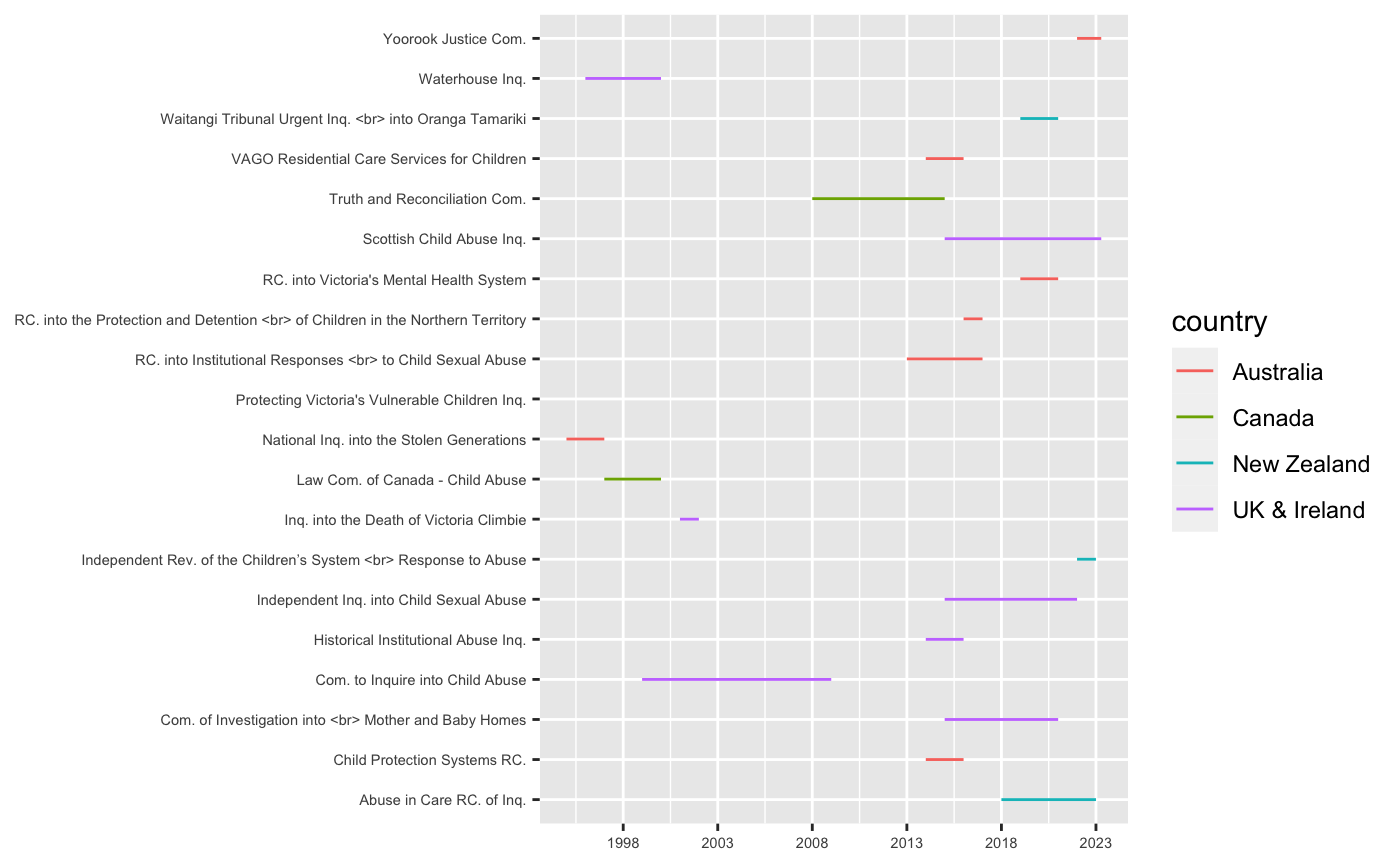 Yoorook Justice Com.
Waterhouse Inq.
Waitangi Tribunal Urgent Inq. <br> into Oranga Tamariki
VAGO Residential Care Services for Children
Truth and Reconciliation Com.
Scottish Child Abuse Inq.
RC. into Victoria's Mental Health System
RC. into the Protection and Detention <br> of Children in the Northern Territory
RC. into Institutional Responses <br> to Child Sexual Abuse
Protecting Victoria's Vulnerable Children Inq.
National Inq. into the Stolen Generations
Law Com. of Canada - Child Abuse
Inq. into the Death of Victoria Climbie
Independent Rev. of the Children’s System <br> Response to Abuse
Independent Inq. into Child Sexual Abuse
Historical Institutional Abuse Inq.
Com. to Inquire into Child Abuse
Com. of Investigation into <br> Mother and Baby Homes
Child Protection Systems RC.
Abuse in Care RC. of Inq.
1998 2003 2008 2013 2018 2023
country
Australia
Canada
New Zealand
UK & Ireland